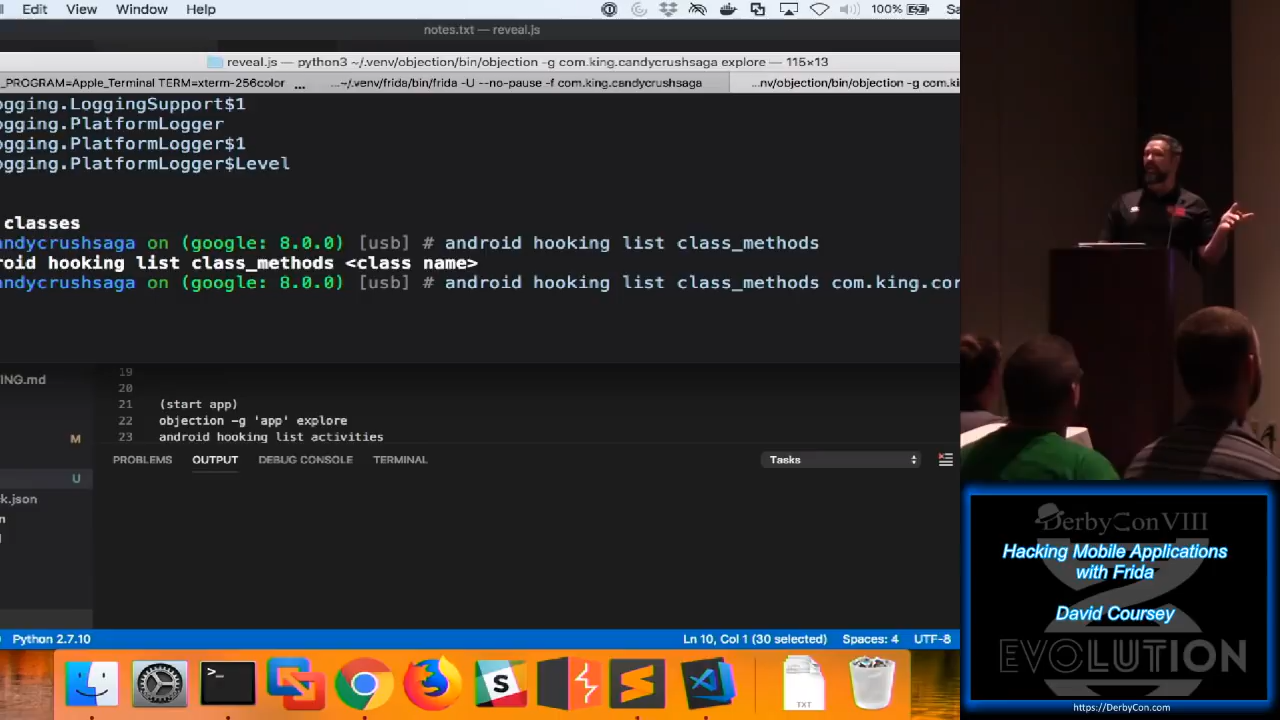 Edit View Window Help 100%
notes.txt — reveal.js
reveal.js — python3 ~/.venv/objection/bin/objection -g com.king.candycrushsaga explore — 115×13
_PROGRAM=Apple_Terminal TERM=xterm-256color ... ...~/.venv/frida/bin/frida -U --no-pause -f com.king.candycrushsaga ...nv/objection/bin/objection -g com.ki
ogging.LoggingSupport$1
ogging.PlatformLogger
ogging.PlatformLogger$1
ogging.PlatformLogger$Level
classes
andycrushsaga on (google: 8.0.0) [usb] # android hooking list class_methods
roid hooking list class_methods <class name>
andycrushsaga on (google: 8.0.0) [usb] # android hooking list class_methods com.king.cor
19
20
21 (start app)
22 objection -g 'app' explore
23 android hooking list activities
ING.md
M
U
ck.json
PROBLEMS OUTPUT DEBUG CONSOLE TERMINAL Tasks
Python 2.7.10 Ln 10, Col 1 (30 selected) Spaces: 4 UTF-8
S
TXT
DerbyCon VIII
Hacking Mobile Applications
with Frida
David Coursey
EVOLUTION
https://DerbyCon.com